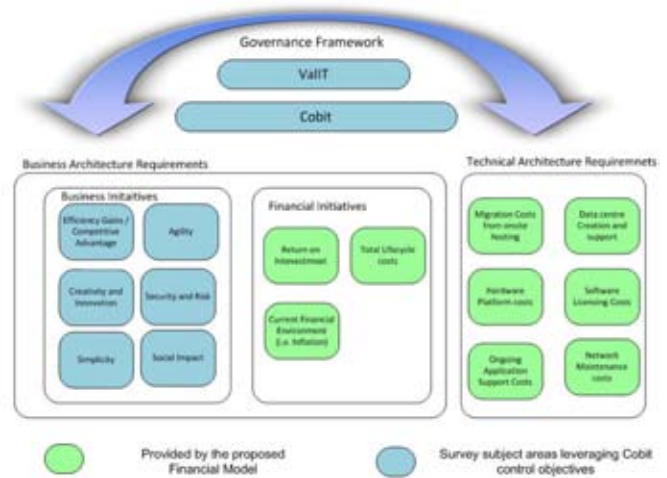 Governance Framework
ValIT
Cobit
Business Architecture Requirements
Technical Architecture Requiremnets
Business Initaitives
Efficiency Gains /
Competitive
Advantage
Agility
Creativity and
Innovation
Security and Risk
Simplicity
Social Impact
Financial Initiatives
Return on
Intevestmnet
Total Lifecycle
costs
Current Financial
Environment
(i.e. Inflation)
Migration Costs
from onsite
hosting
Data centre
Creation and
support
Hardware
Platform costs
Software
Licensing Costs
Ongoing
Application
Support Costs
Network
Maintenance
costs
Provided by the proposed
Financial Model
Survey subject areas leveraging Cobit
control objectives